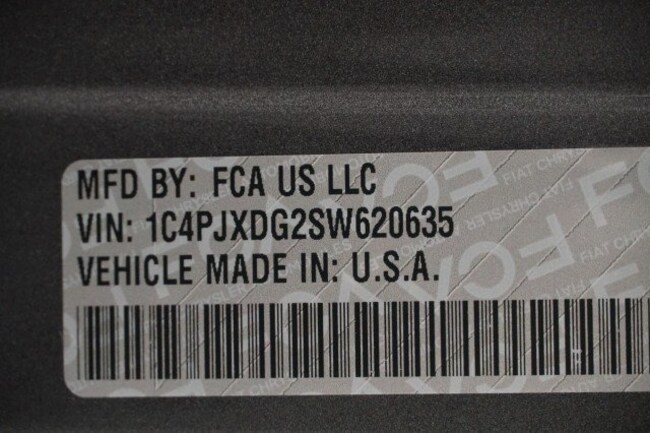 MFD BY: FCA US LLC
VIN: 1C4PJXDG2SW620635
VEHICLE MADE IN: U.S.A.